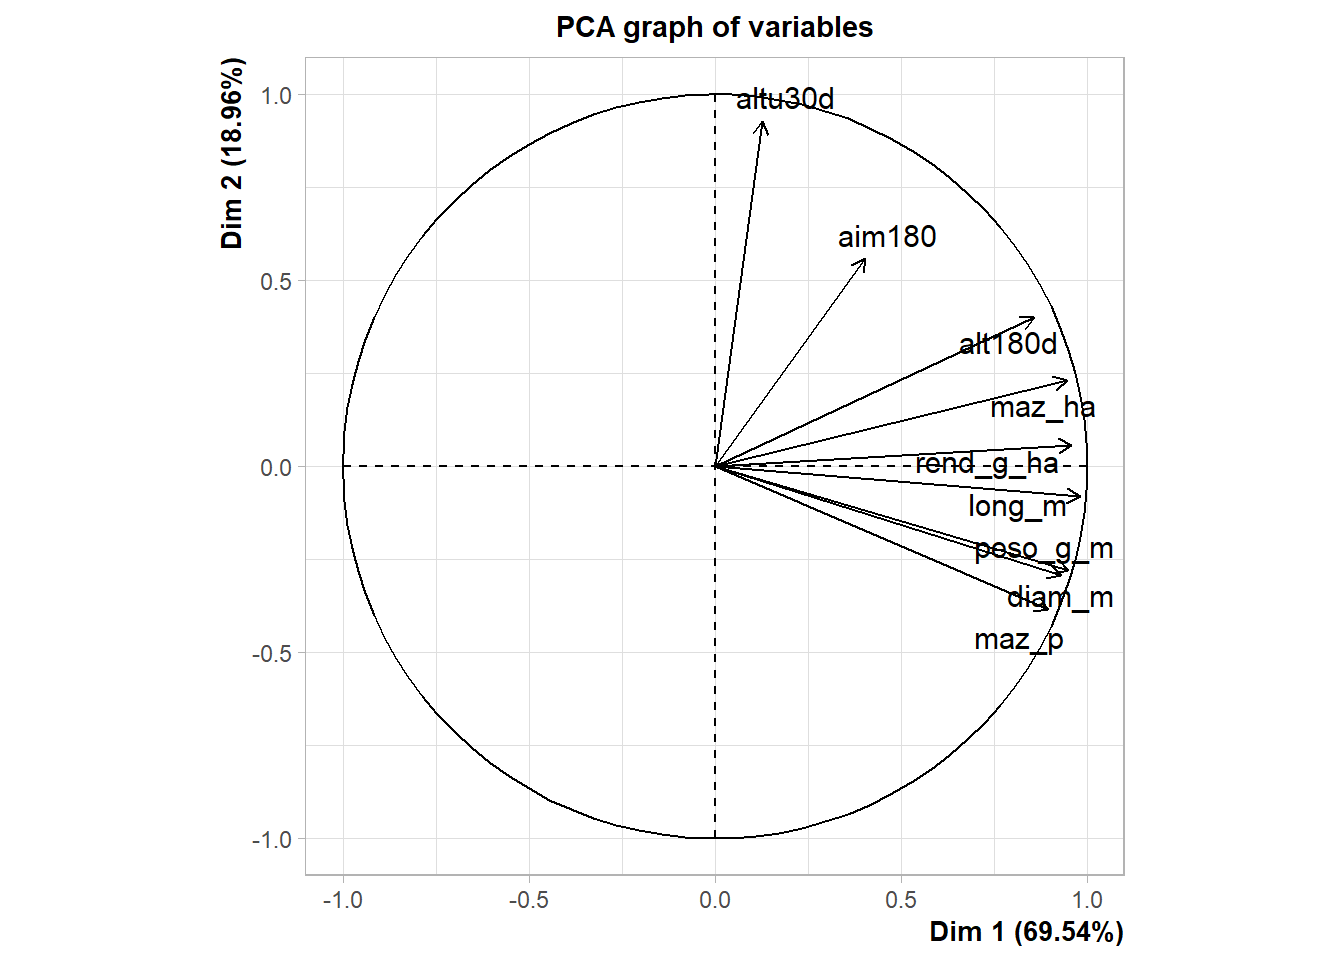 PCA graph of variables
Dim 2 (18.96%)
1.0
0.5
0.0
-0.5
-1.0
altu30d
aim180
alt180d
maz_ha
rend_g_ha
long_m
peso_g_m
diam_m
maz_p
-1.0
-0.5
0.0
0.5
1.0
Dim 1 (69.54%)